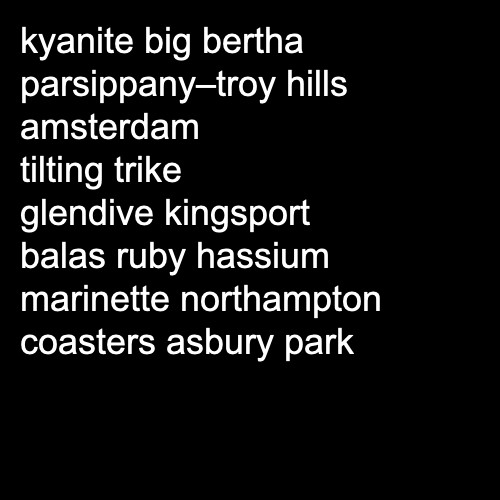 kyanite big bertha
parsippany–troy hills
amsterdam
tilting trike
glendive kingsport
balas ruby hassium
marinette northampton
coasters asbury park